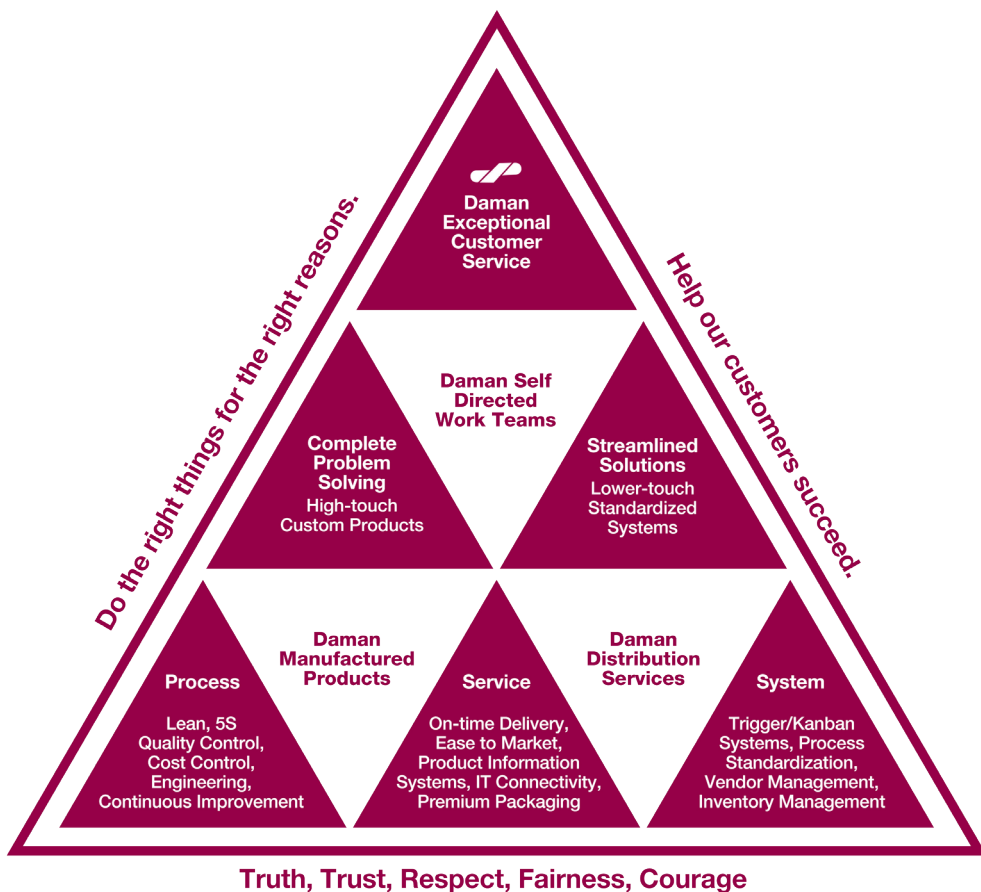 Do the right things for the right reasons.
Help our customers succeed.
Daman
Exceptional
Customer
Service
Daman Self
Directed
Work Teams
Complete
Problem
Solving
High-touch
Custom Products
Streamlined
Solutions
Lower-touch
Standardized
Systems
Process
Lean, 5S
Quality Control,
Cost Control,
Engineering,
Continuous Improvement
Daman
Manufactured
Products
Service
On-time Delivery,
Ease to Market,
Product Information
Systems, IT Connectivity,
Premium Packaging
Daman
Distribution
Services
System
Trigger/Kanban
Systems, Process
Standardization,
Vendor Management,
Inventory Management
Truth, Trust, Respect, Fairness, Courage